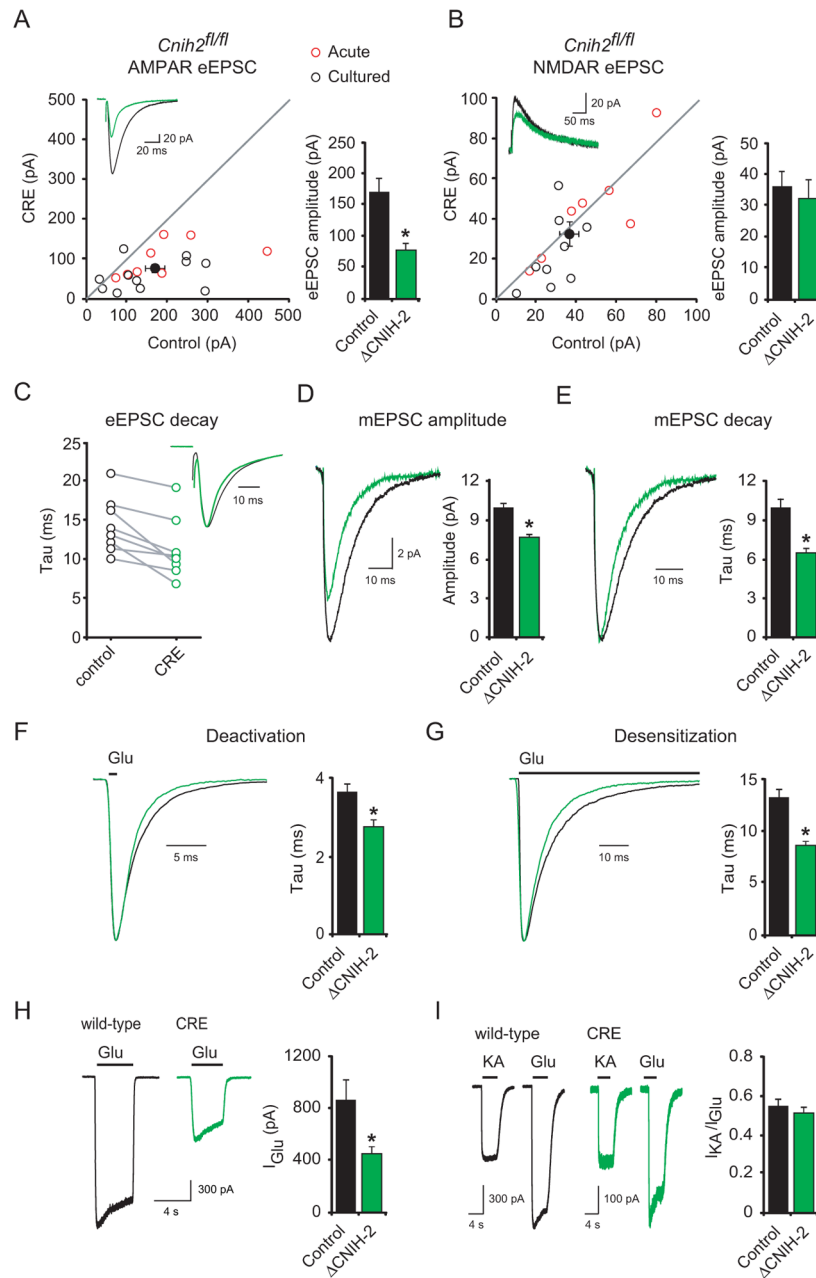 A
Cnih2fl/fl
AMPAR eEPSC
Acute
Cultured
500
400
300
200
100
0
CRE (pA)
20 pA
20 ms
0 100 200 300 400 500
Control (pA)
250
200
150
100
50
0
eEPSC amplitude (pA)
*
Control
ΔCNIH-2
B
Cnih2fl/fl
NMDAR eEPSC
100
80
60
40
20
0
CRE (pA)
20 pA
50 ms
0 20 40 60 80 100
Control (pA)
50
40
30
20
10
0
eEPSC amplitude (pA)
Control
ΔCNIH-2
C
eEPSC decay
25
20
15
10
5
0
Tau (ms)
10 ms
control
CRE
D
mEPSC amplitude
2 pA
10 ms
12
9
6
3
0
Amplitude (pA)
*
Control
ΔCNIH-2
E
mEPSC decay
10 ms
12
9
6
3
0
Tau (ms)
*
Control
ΔCNIH-2
F
Deactivation
Glu
5 ms
4
2
0
Tau (ms)
*
Control
ΔCNIH-2
G
Desensitization
Glu
10 ms
15
10
5
0
Tau (ms)
*
Control
ΔCNIH-2
H
wild-type CRE
Glu Glu
300 pA
4 s
1200
800
400
0
IGlu (pA)
*
Control
ΔCNIH-2
I
wild-type CRE
KA Glu KA Glu
300 pA
4 s
100 pA
4 s
0.8
0.6
0.4
0.2
0
IKA/IGlu
Control
ΔCNIH-2